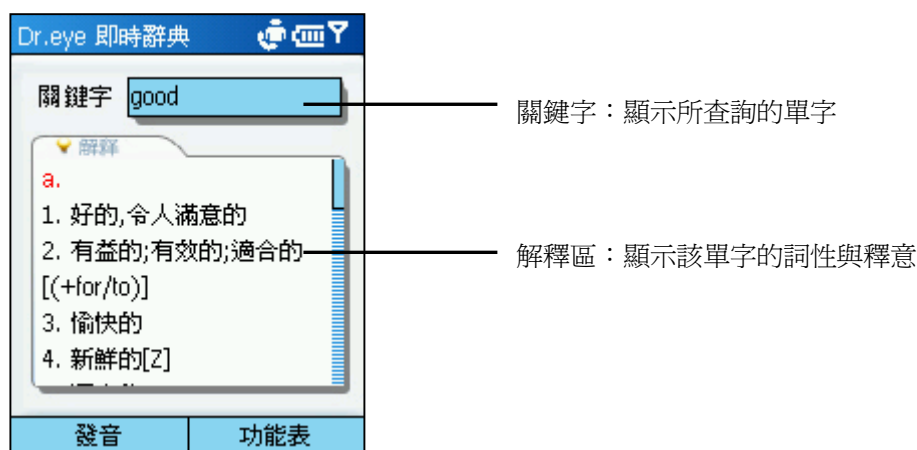 Dr.eye 即時辭典
關鍵字 good
關鍵字：顯示所查詢的單字
解釋
a.
1. 好的,令人滿意的
2. 有益的;有效的;適合的
[(+for/to)]
解釋區：顯示該單字的詞性與釋意
3. 愉快的
4. 新鮮的[Z]
發音 功能表